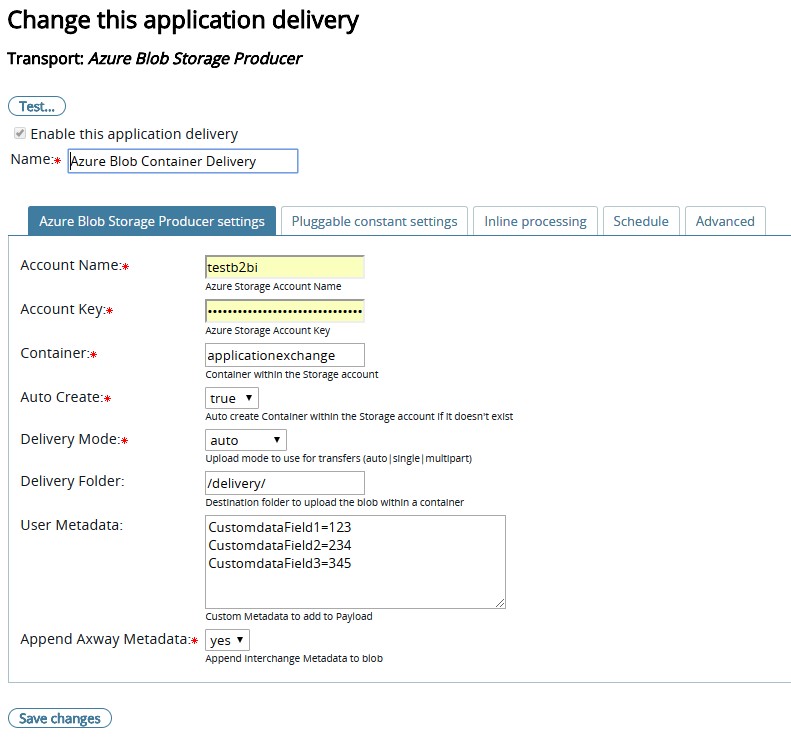 Change this application delivery
Transport: Azure Blob Storage Producer
Test...
Enable this application delivery
Name:* Azure Blob Container Delivery
Azure Blob Storage Producer settings Pluggable constant settings Inline processing Schedule Advanced
Account Name:* testb2bi
Azure Storage Account Name
Account Key:* ••••••••••••••••••••••••••••••
Azure Storage Account Key
Container:* applicationexchange
Container within the Storage account
Auto Create:* true
Auto create Container within the Storage account if it doesn't exist
Delivery Mode:* auto
Upload mode to use for transfers (auto|single|multipart)
Delivery Folder: /delivery/
Destination folder to upload the blob within a container
User Metadata: CustomdataField1=123
CustomdataField2=234
CustomdataField3=345
Custom Metadata to add to Payload
Append Axway Metadata:* yes
Append Interchange Metadata to blob
Save changes